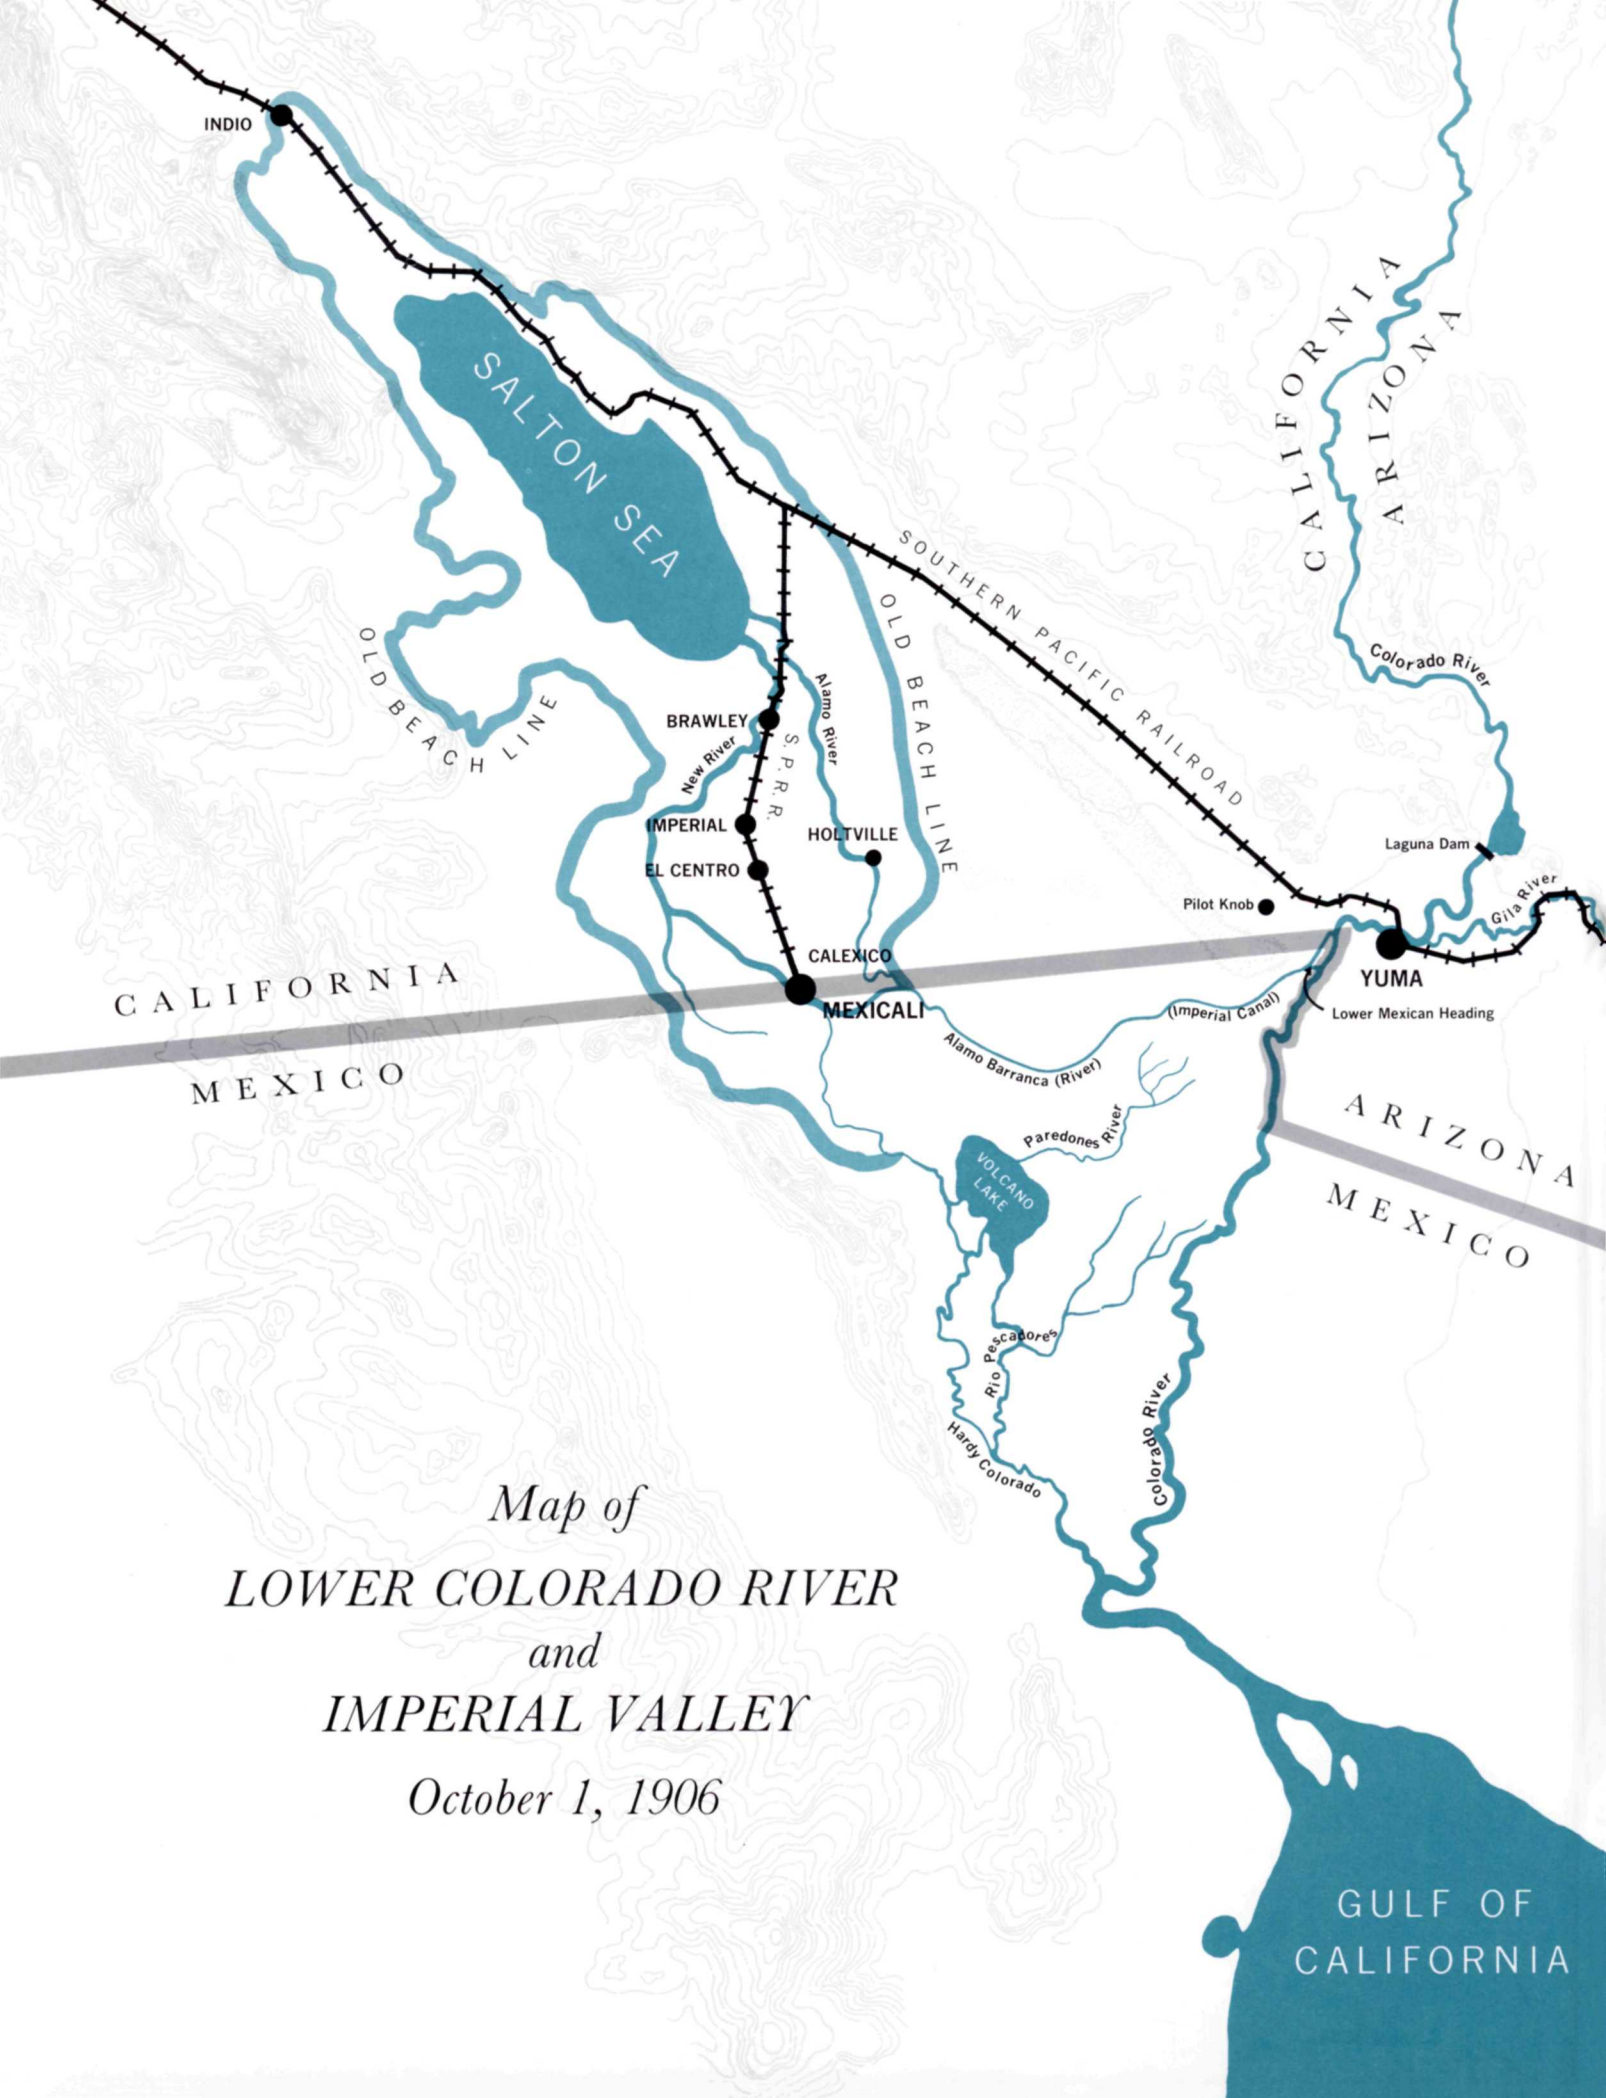 INDIO
SALTON SEA
CALIFORNIA
ARIZONA
SOUTHERN PACIFIC RAILROAD
OLD BEACH LINE
OLD BEACH LINE
Colorado River
Alamo River
BRAWLEY
New River
S.P.R.R.
IMPERIAL
HOLTVILLE
EL CENTRO
Laguna Dam
Gila River
Pilot Knob
CALEXICO
YUMA
MEXICALI
(Imperial Canal)
Lower Mexican Heading
CALIFORNIA
MEXICO
Alamo Barranca (River)
Paredones River
ARIZONA
MEXICO
VOLCANO
LAKE
Rio Pescadores
Hardy Colorado
Colorado River
Map of
LOWER COLORADO RIVER
and
IMPERIAL VALLEY
October 1, 1906
GULF OF
CALIFORNIA